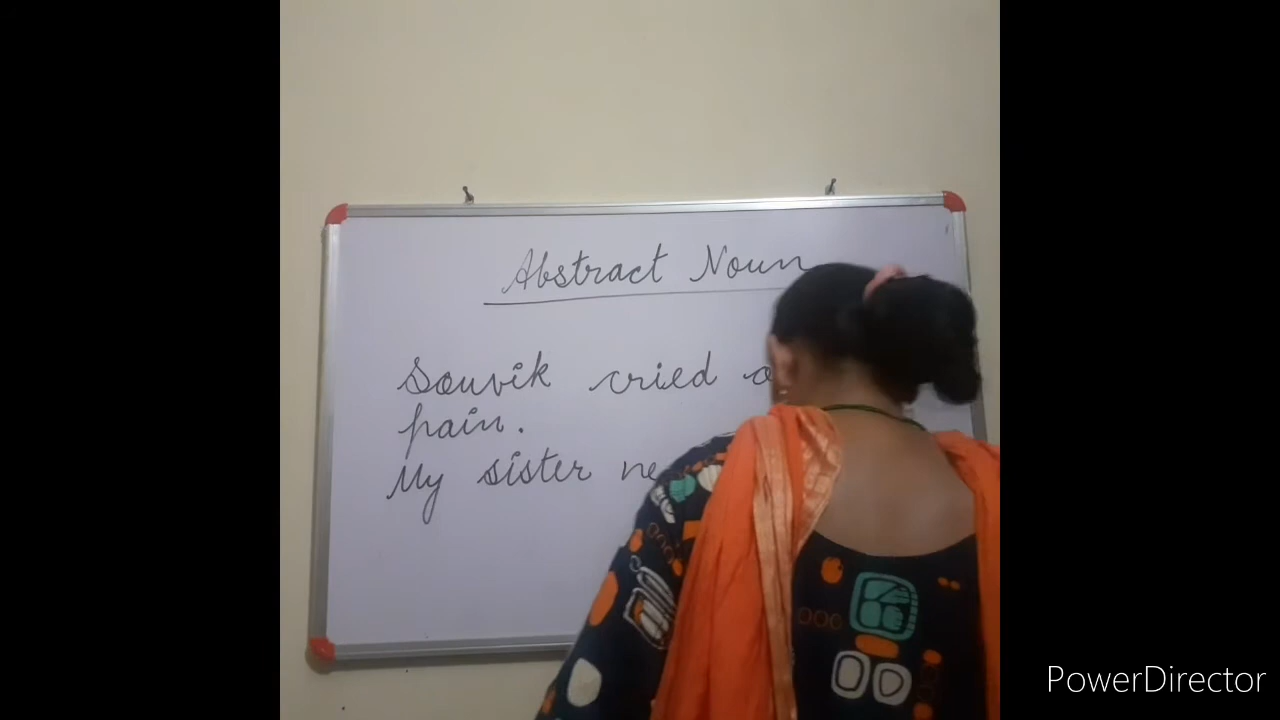 Abstract Noun
Souvik cried
pain.
My sister
PowerDirector